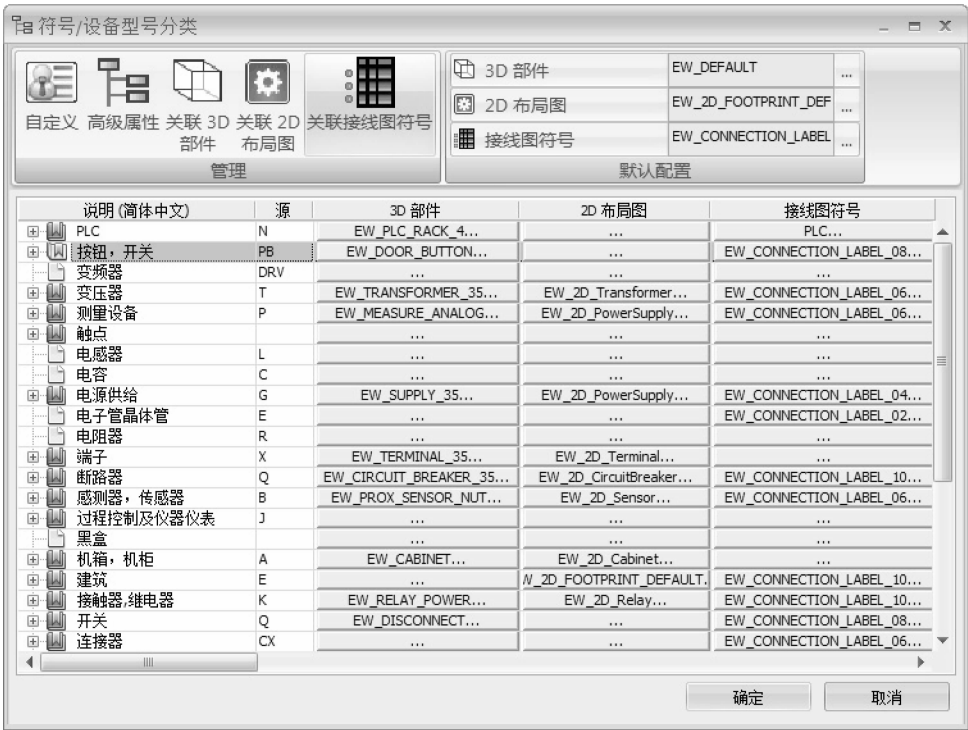 符号/设备型号分类
自定义 高级属性 关联 3D 部件 关联 2D 布局图 关联接线图符号
管理
3D 部件 EW_DEFAULT ...
2D 布局图 EW_2D_FOOTPRINT_DEF ...
接线图符号 EW_CONNECTION_LABEL ...
默认配置
说明 (简体中文) 源 3D 部件 2D 布局图 接线图符号
PLC N EW_PLC_RACK_4... ... PLC...
按钮，开关 PB EW_DOOR_BUTTON... ... EW_CONNECTION_LABEL_08...
变频器 DRV ... ... ...
变压器 T EW_TRANSFORMER_35... EW_2D_Transformer... EW_CONNECTION_LABEL_06...
测量设备 P EW_MEASURE_ANALOG... EW_2D_PowerSupply... EW_CONNECTION_LABEL_06...
触点 ... ... ...
电感器 L ... ... ...
电容 C ... ... ...
电源供给 G EW_SUPPLY_35... EW_2D_PowerSupply... EW_CONNECTION_LABEL_04...
电子管晶体管 E ... ... EW_CONNECTION_LABEL_02...
电阻器 R ... ... ...
端子 X EW_TERMINAL_35... EW_2D_Terminal... ...
断路器 Q EW_CIRCUIT_BREAKER_35... EW_2D_CircuitBreaker... EW_CONNECTION_LABEL_10...
感测器，传感器 B EW_PROX_SENSOR_NUT... EW_2D_Sensor... EW_CONNECTION_LABEL_06...
过程控制及仪器仪表 J ... ... ...
黑盒 ... ... ...
机箱，机柜 A EW_CABINET... EW_2D_Cabinet... ...
建筑 E ... W_2D_FOOTPRINT_DEFAULT. EW_CONNECTION_LABEL_10...
接触器,继电器 K EW_RELAY_POWER... EW_2D_Relay... EW_CONNECTION_LABEL_10...
开关 Q EW_DISCONNECT... ... EW_CONNECTION_LABEL_08...
连接器 CX ... ... EW_CONNECTION_LABEL_06...
确定 取消